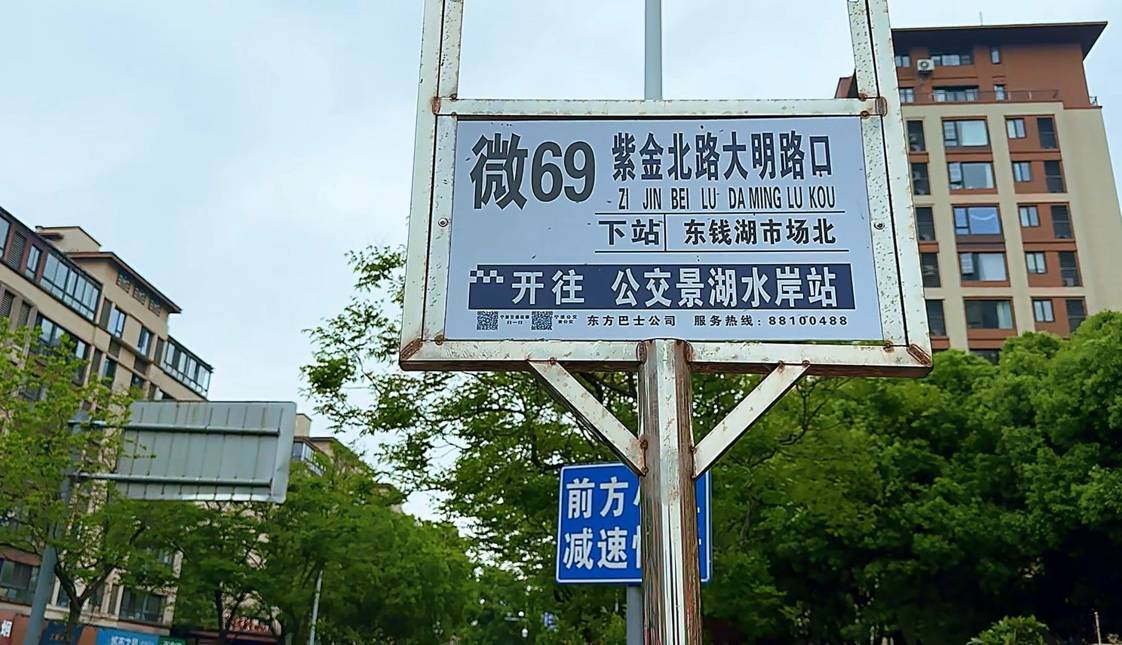 微69
紫金北路大明路口
ZI JIN BEI LU DA MING LU KOU
下站 东钱湖市场北
开往 公交景湖水岸站
东方巴士公司 服务热线：88100488
前方
减速